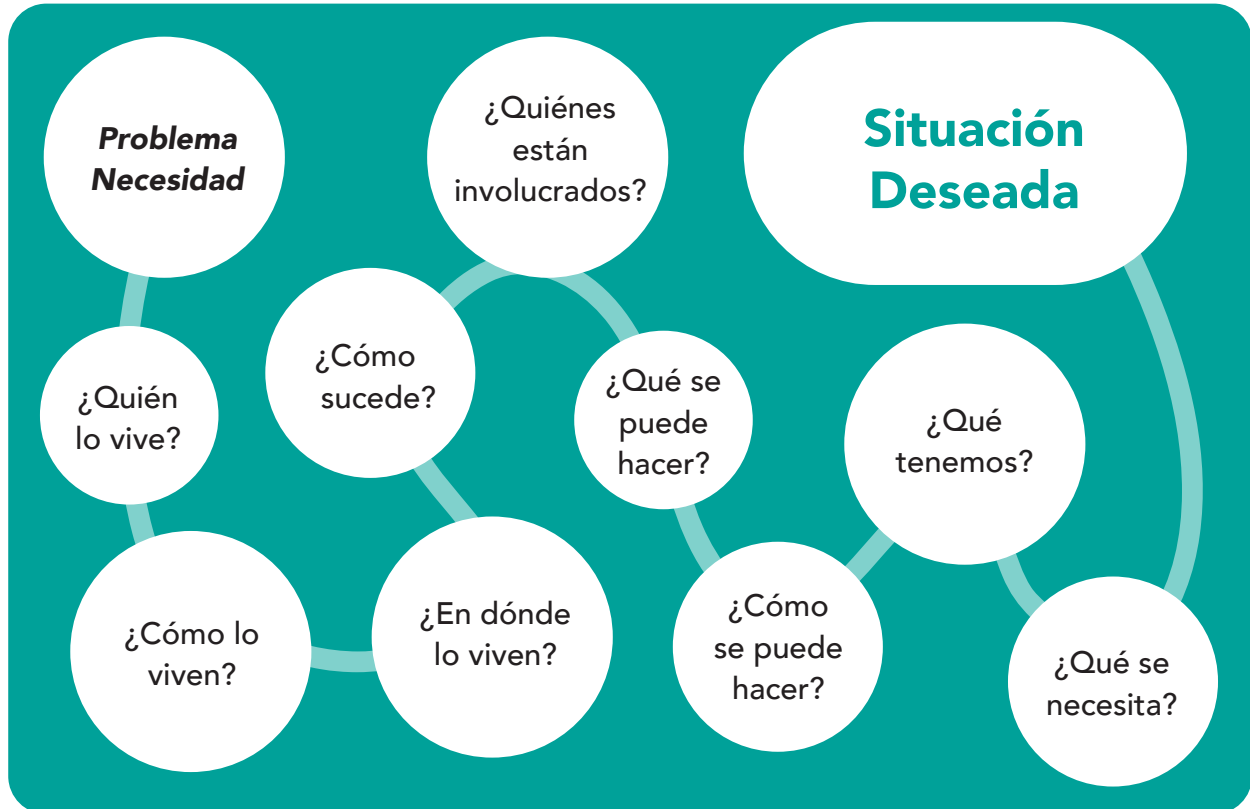 Problema
Necesidad
¿Quién
lo vive?
¿Cómo lo
viven?
¿En dónde
lo viven?
¿Cómo
sucede?
¿Quiénes
están
involucrados?
¿Qué se
puede
hacer?
¿Cómo
se puede
hacer?
¿Qué
tenemos?
¿Qué se
necesita?
Situación
Deseada